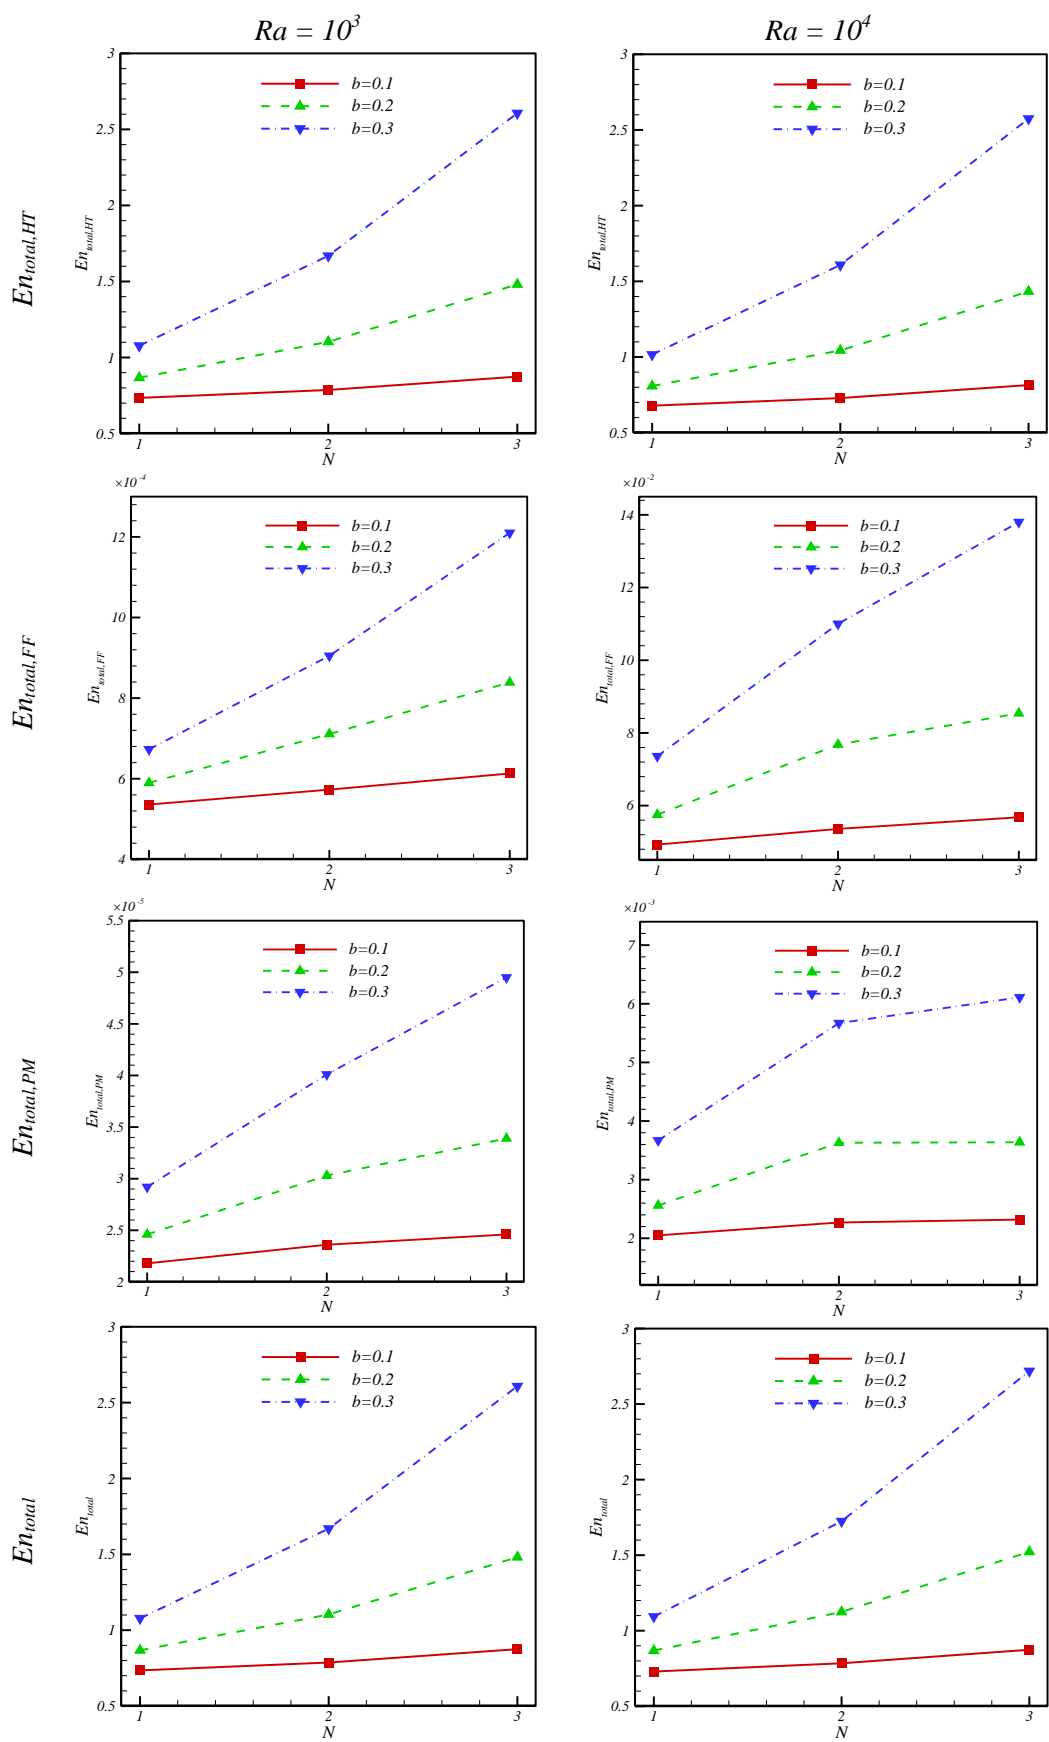 Ra = 10³
Ra = 10⁴
En_total,HT
En_total,HT
3
2.5
2
1.5
1
0.5
1
2
3
N
b=0.1
b=0.2
b=0.3
En_total,HT
3
2.5
2
1.5
1
0.5
1
2
3
N
b=0.1
b=0.2
b=0.3
En_total,FF
×10⁻⁴
En_total,FF
12
10
8
6
4
1
2
3
N
b=0.1
b=0.2
b=0.3
×10⁻²
En_total,FF
14
12
10
8
6
1
2
3
N
b=0.1
b=0.2
b=0.3
En_total,PM
×10⁻⁵
En_total,PM
5.5
5
4.5
4
3.5
3
2.5
2
1
2
3
N
b=0.1
b=0.2
b=0.3
×10⁻³
En_total,PM
7
6
5
4
3
2
1
2
3
N
b=0.1
b=0.2
b=0.3
En_total
En_total
3
2.5
2
1.5
1
0.5
1
2
3
N
b=0.1
b=0.2
b=0.3
En_total
3
2.5
2
1.5
1
0.5
1
2
3
N
b=0.1
b=0.2
b=0.3